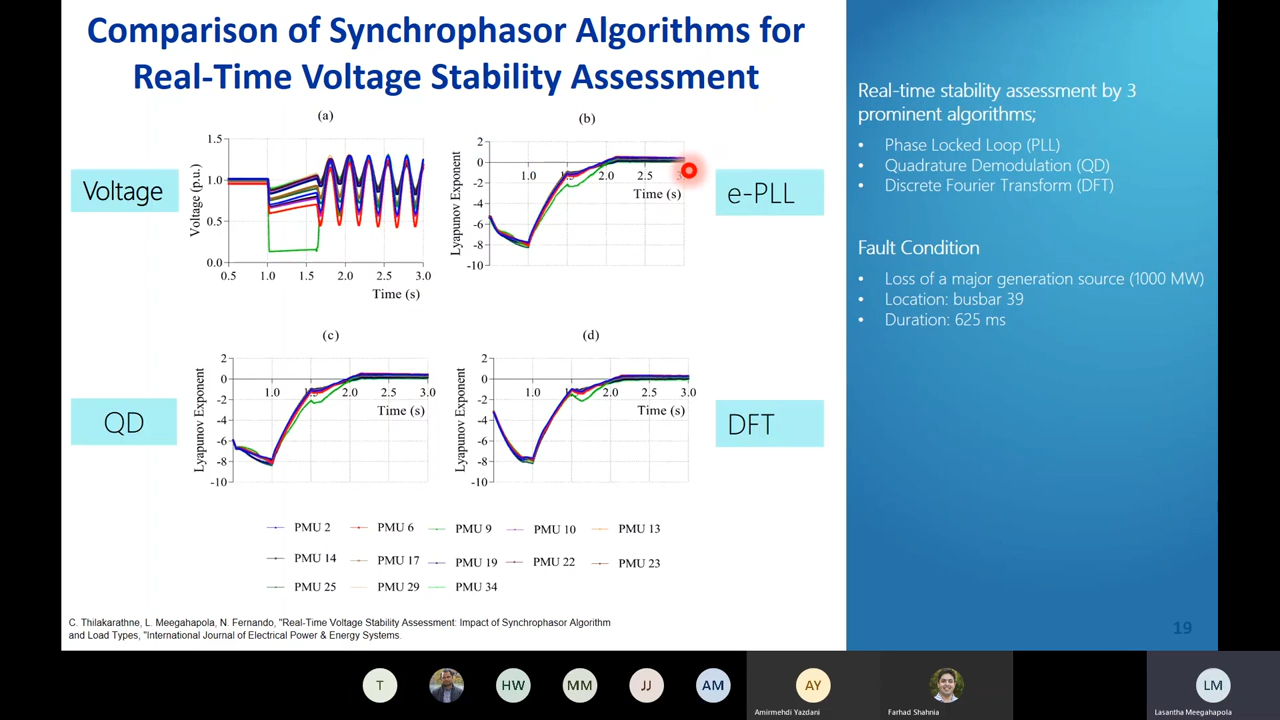 Comparison of Synchrophasor Algorithms for
Real-Time Voltage Stability Assessment
(a)
Voltage
Voltage (p.u.)
1.5
1.0
0.5
0.0
0.5 1.0 1.5 2.0 2.5 3.0
Time (s)
(b)
Lyapunov Exponent
2
0
-2
-4
-6
-8
-10
1.0 2.0 2.5
Time (s)
e-PLL
(c)
QD
Lyapunov Exponent
2
0
-2
-4
-6
-8
-10
1.0 2.0 2.5 3.0
Time (s)
(d)
Lyapunov Exponent
2
0
-2
-4
-6
-8
-10
1.0 2.0 2.5 3.0
Time (s)
DFT
PMU 2 PMU 6 PMU 9 PMU 10 PMU 13
PMU 14 PMU 17 PMU 19 PMU 22 PMU 23
PMU 25 PMU 29 PMU 34
C. Thilakarathne, L. Meegahapola, N. Fernando, "Real-Time Voltage Stability Assessment: Impact of Synchrophasor Algorithm
and Load Types, "International Journal of Electrical Power & Energy Systems.
Real-time stability assessment by 3
prominent algorithms;
• Phase Locked Loop (PLL)
• Quadrature Demodulation (QD)
• Discrete Fourier Transform (DFT)
Fault Condition
• Loss of a major generation source (1000 MW)
• Location: busbar 39
• Duration: 625 ms
19
T HW MM JJ AM AY LM
Amirmehdi Yazdani
Farhad Shahnia
Lasantha Meegahapola